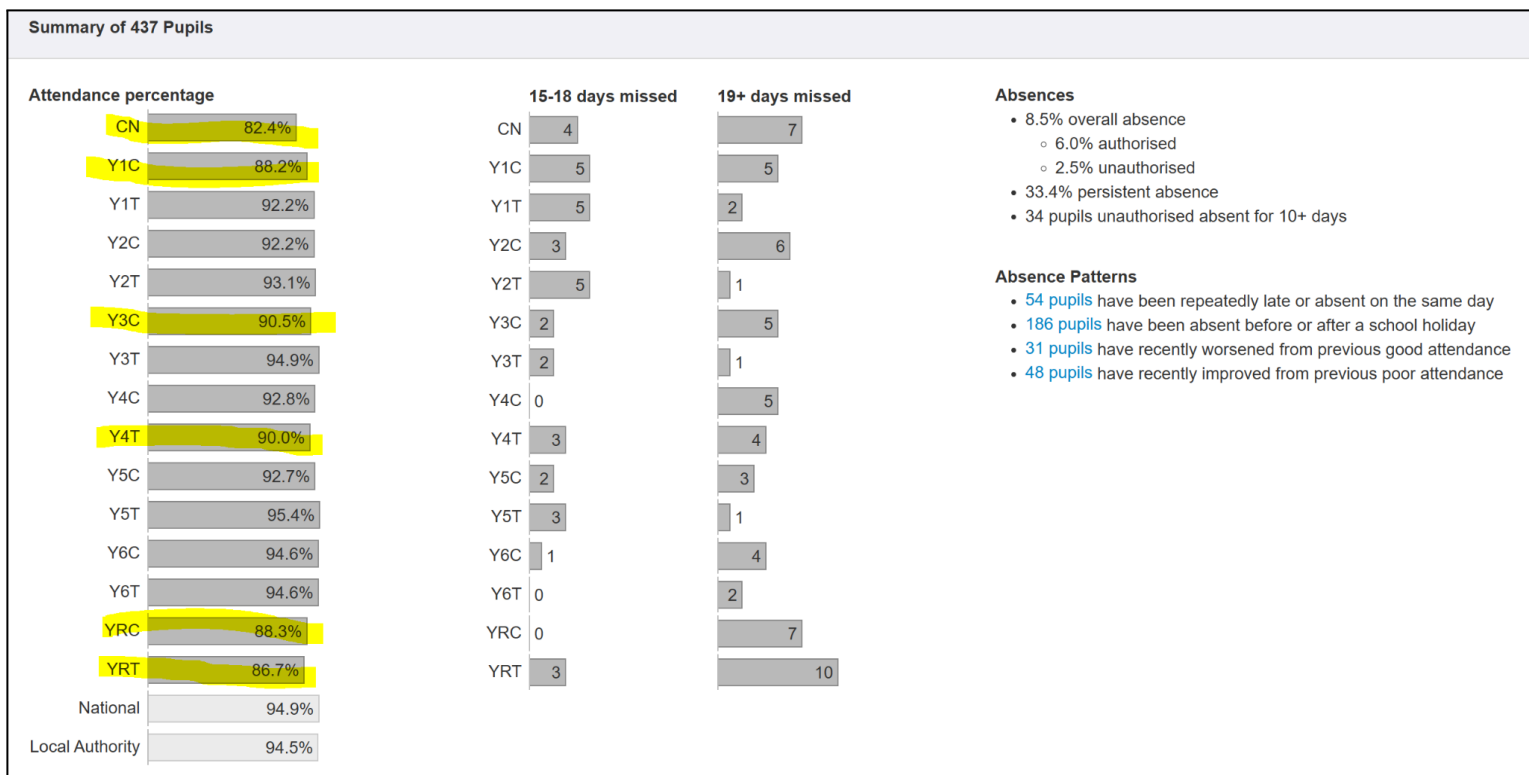 Summary of 437 Pupils
Attendance percentage
CN 82.4%
Y1C 88.2%
Y1T 92.2%
Y2C 92.2%
Y2T 93.1%
Y3C 90.5%
Y3T 94.9%
Y4C 92.8%
Y4T 90.0%
Y5C 92.7%
Y5T 95.4%
Y6C 94.6%
Y6T 94.6%
YRC 88.3%
YRT 86.7%
National 94.9%
Local Authority 94.5%
15-18 days missed 19+ days missed
CN 4 7
Y1C 5 5
Y1T 5 2
Y2C 3 6
Y2T 5 1
Y3C 2 5
Y3T 2 1
Y4C 0 5
Y4T 3 4
Y5C 2 3
Y5T 3 1
Y6C 1 4
Y6T 0 2
YRC 0 7
YRT 3 10
Absences
• 8.5% overall absence
◦ 6.0% authorised
◦ 2.5% unauthorised
• 33.4% persistent absence
• 34 pupils unauthorised absent for 10+ days
Absence Patterns
• 54 pupils have been repeatedly late or absent on the same day
• 186 pupils have been absent before or after a school holiday
• 31 pupils have recently worsened from previous good attendance
• 48 pupils have recently improved from previous poor attendance